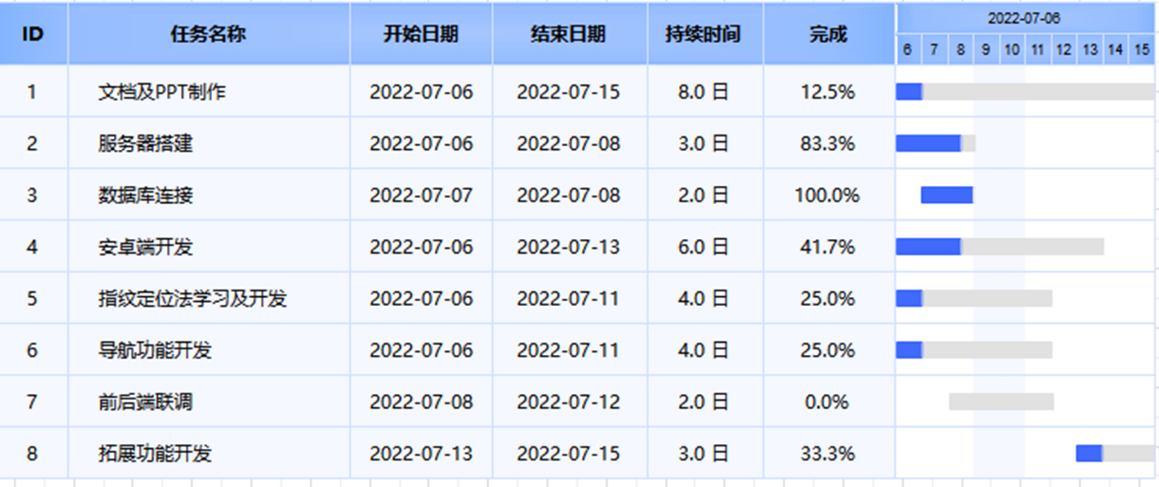 ID 任务名称 开始日期 结束日期 持续时间 完成 2022-07-06
6 7 8 9 10 11 12 13 14 15
1 文档及PPT制作 2022-07-06 2022-07-15 8.0 日 12.5%
2 服务器搭建 2022-07-06 2022-07-08 3.0 日 83.3%
3 数据库连接 2022-07-07 2022-07-08 2.0 日 100.0%
4 安卓端开发 2022-07-06 2022-07-13 6.0 日 41.7%
5 指纹定位法学习及开发 2022-07-06 2022-07-11 4.0 日 25.0%
6 导航功能开发 2022-07-06 2022-07-11 4.0 日 25.0%
7 前后端联调 2022-07-08 2022-07-12 2.0 日 0.0%
8 拓展功能开发 2022-07-13 2022-07-15 3.0 日 33.3%